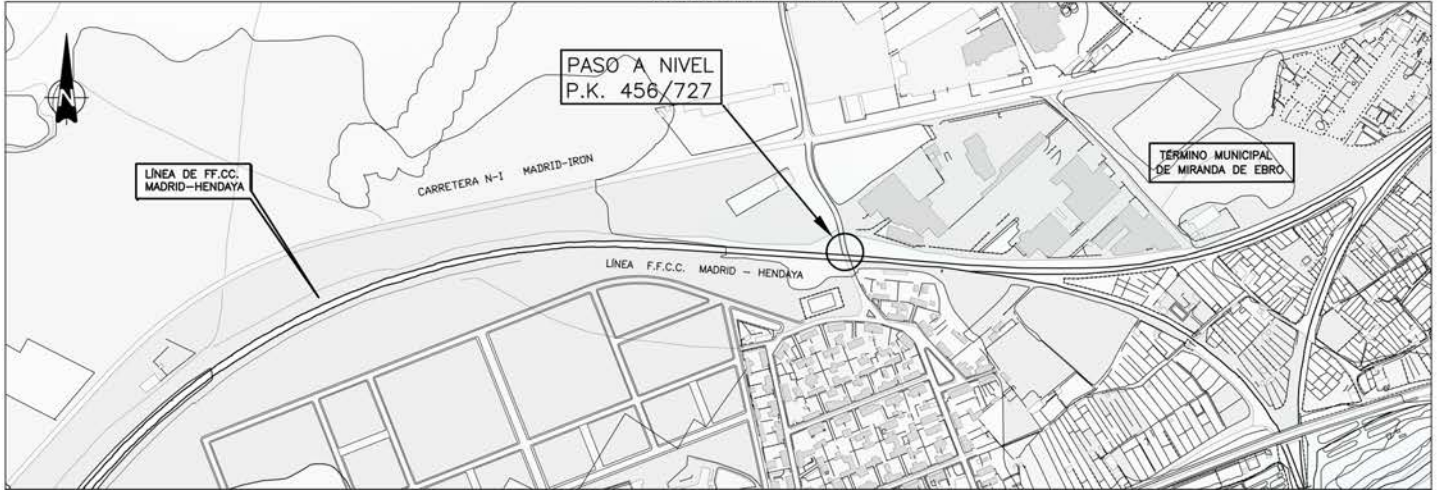 PASO A NIVEL
P.K. 456/727
N
LÍNEA DE FF.CC.
MADRID-HENDAYA
CARRETERA N-I MADRID-IRON
TÉRMINO MUNICIPAL
DE MIRANDA DE EBRO
LÍNEA F.F.C.C. MADRID - HENDAYA